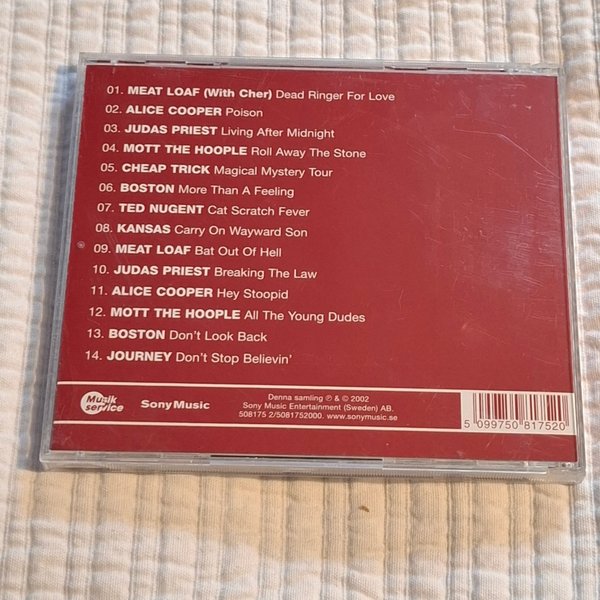 01. MEAT LOAF (With Cher) Dead Ringer For Love
02. ALICE COOPER Poison
03. JUDAS PRIEST Living After Midnight
04. MOTT THE HOOPLE Roll Away The Stone
05. CHEAP TRICK Magical Mystery Tour
06. BOSTON More Than A Feeling
07. TED NUGENT Cat Scratch Fever
08. KANSAS Carry On Wayward Son
09. MEAT LOAF Bat Out Of Hell
10. JUDAS PRIEST Breaking The Law
11. ALICE COOPER Hey Stoopid
12. MOTT THE HOOPLE All The Young Dudes
13. BOSTON Don't Look Back
14. JOURNEY Don't Stop Believin'
Musik
service
Sony Music
Denna samling ℗ & © 2002
Sony Music Entertainment (Sweden) AB.
508175 2/5081752000. www.sonymusic.se
5 099750 817520